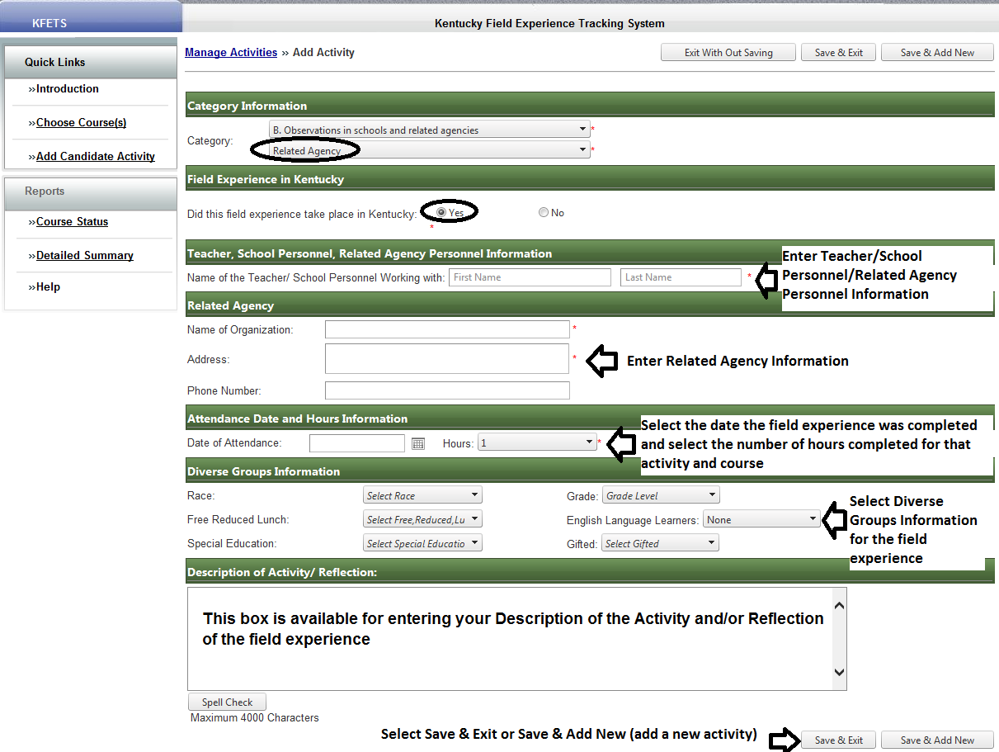 KFETS
Kentucky Field Experience Tracking System
Quick Links
»Introduction
»Choose Course(s)
»Add Candidate Activity
Reports
»Course Status
»Detailed Summary
»Help
Manage Activities » Add Activity
Exit With Out Saving
Save & Exit
Save & Add New
Category Information
Category:
B. Observations in schools and related agencies
*
Related Agency
*
Field Experience in Kentucky
Did this field experience take place in Kentucky:
Yes
No
*
Teacher, School Personnel, Related Agency Personnel Information
Name of the Teacher/ School Personnel Working with:
First Name
Last Name
*
Enter Teacher/School
Personnel/Related Agency
Personnel Information
Related Agency
Name of Organization:
*
Address:
*
Enter Related Agency Information
Phone Number:
Attendance Date and Hours Information
Date of Attendance:
Hours:
1
*
Select the date the field experience was completed
and select the number of hours completed for that
activity and course
Diverse Groups Information
Race:
Select Race
Grade:
Grade Level
Free Reduced Lunch:
Select Free,Reduced,Lu
English Language Learners:
None
Special Education:
Select Special Educatio
Gifted:
Select Gifted
Select Diverse
Groups Information
for the field
experience
Description of Activity/ Reflection:
This box is available for entering your Description of the Activity and/or Reflection
of the field experience
Spell Check
Maximum 4000 Characters
Select Save & Exit or Save & Add New (add a new activity)
Save & Exit
Save & Add New